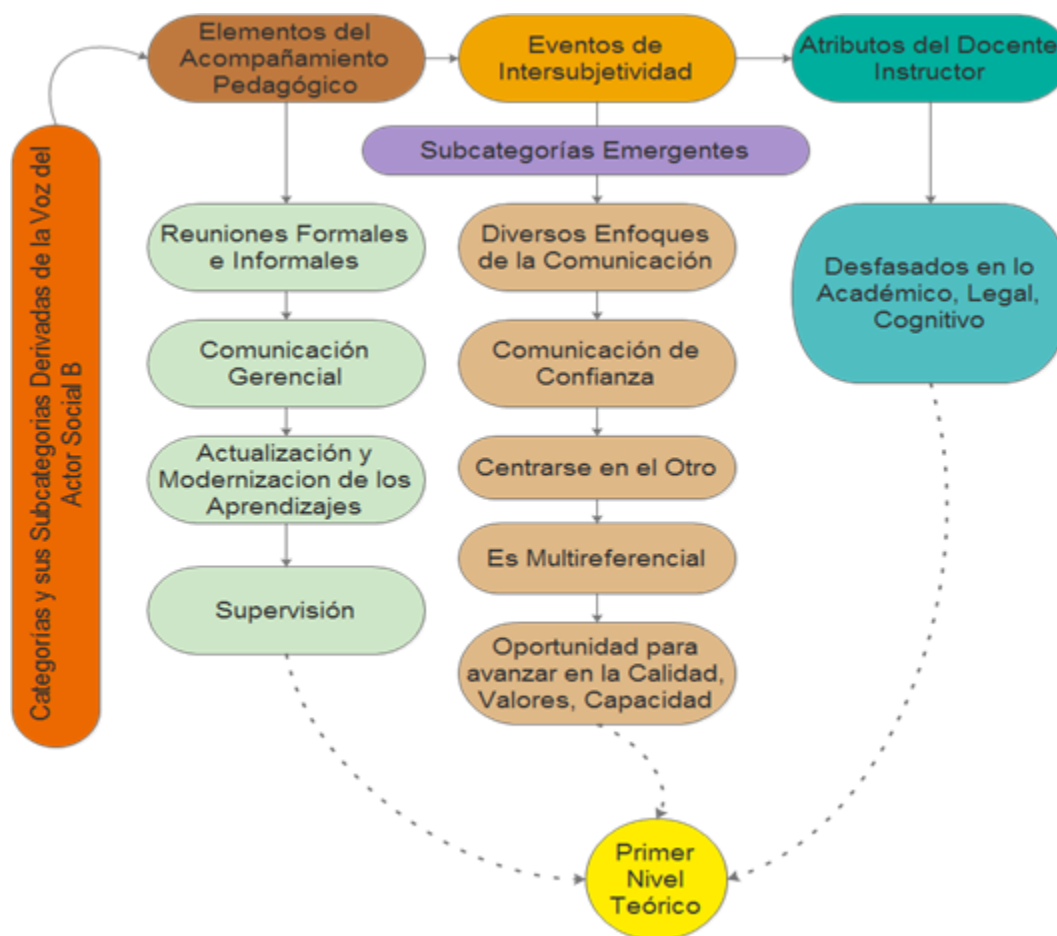 Categorías y sus Subcategorias Derivadas de la Voz del
Actor Social B
Elementos del
Acompañamiento
Pedagógico
Eventos de
Intersubjetividad
Atributos del Docente
Instructor
Subcategorías Emergentes
Reuniones Formales
e Informales
Comunicación
Gerencial
Actualización y
Modernizacion de los
Aprendizajes
Supervisión
Diversos Enfoques
de la Comunicación
Comunicación de
Confianza
Centrarse en el Otro
Es Multireferencial
Oportunidad para
avanzar en la Calidad,
Valores, Capacidad
Desfasados en lo
Académico, Legal,
Cognitivo
Primer
Nivel
Teórico